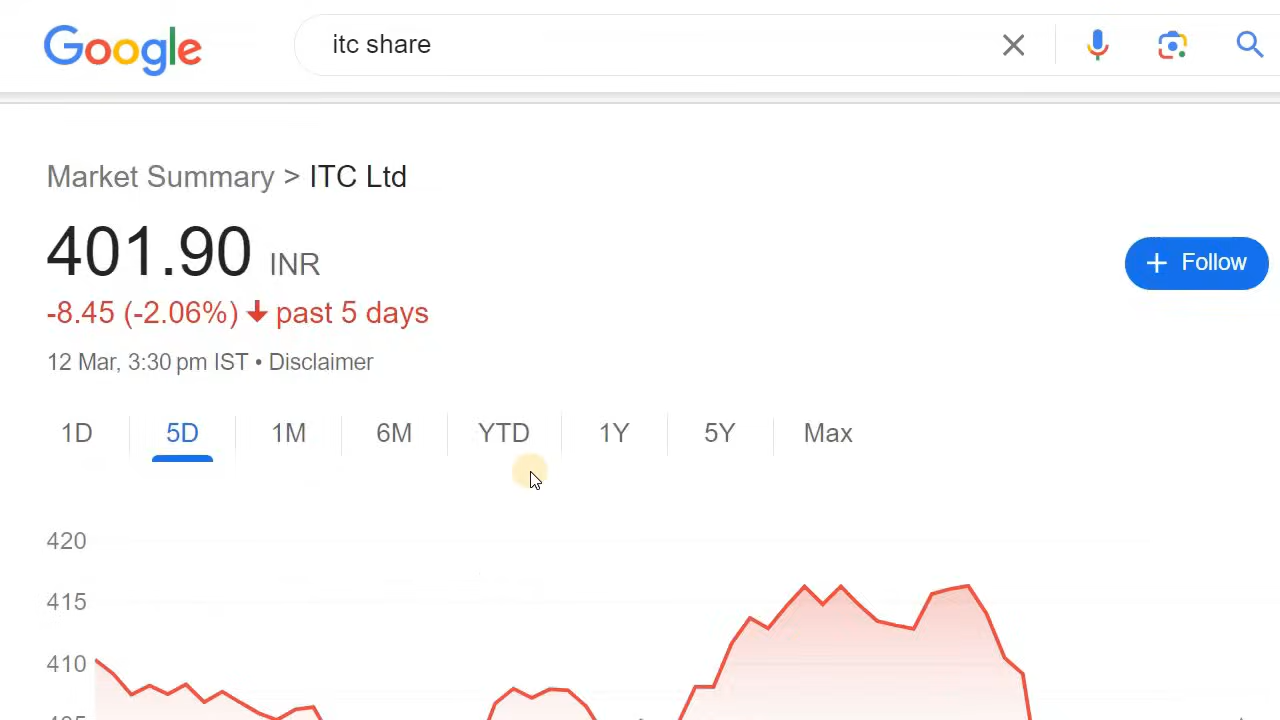 Google
itc share
Market Summary > ITC Ltd
401.90 INR
+ Follow
-8.45 (-2.06%) past 5 days
12 Mar, 3:30 pm IST • Disclaimer
1D 5D 1M 6M YTD 1Y 5Y Max
420
415
410